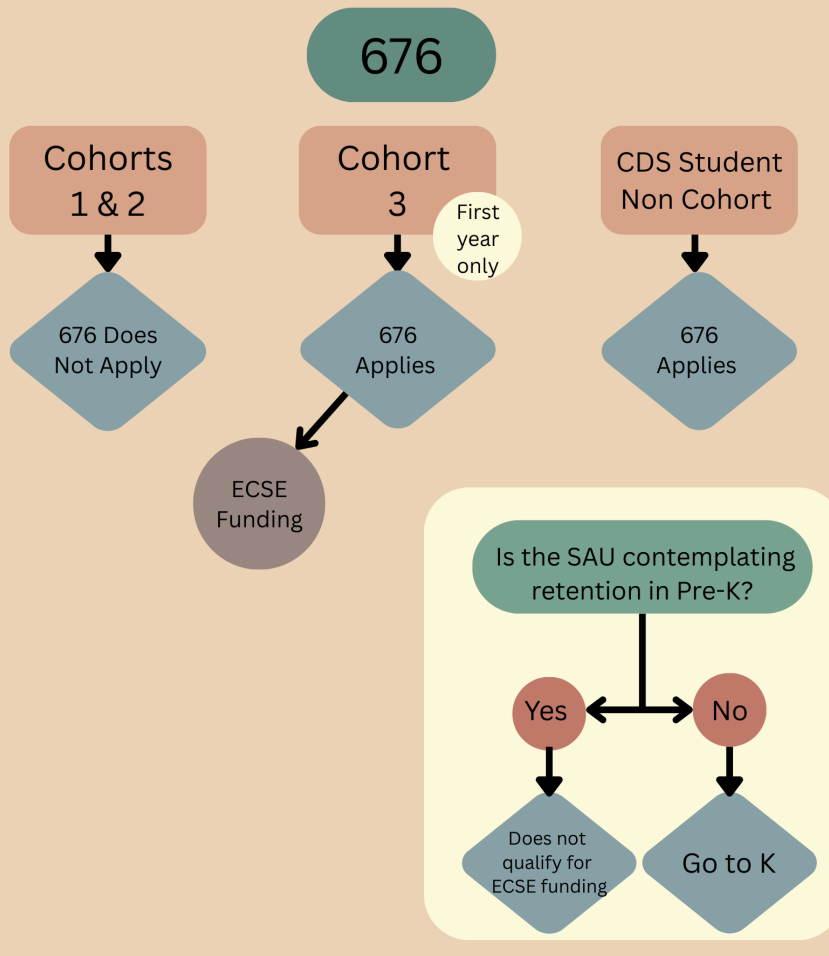 676
Cohorts
1 & 2
Cohort
3
First
year
only
CDS Student
Non Cohort
676 Does
Not Apply
676
Applies
676
Applies
ECSE
Funding
Is the SAU contemplating
retention in Pre-K?
Yes
No
Does not
qualify for
ECSE funding
Go to K